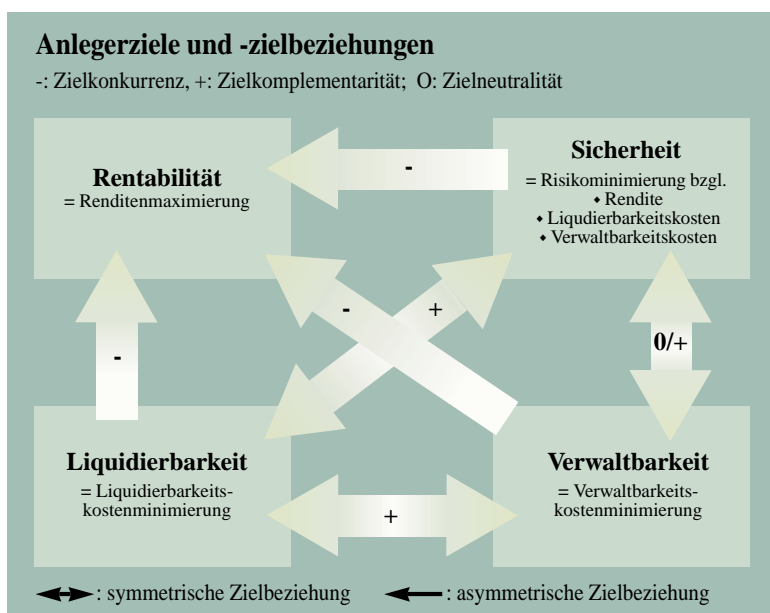 Anlegerziele und -zielbeziehungen
-: Zielkonkurrenz, +: Zielkomplementarität; O: Zielneutralität
Rentabilität
= Renditenmaximierung
-
Sicherheit
= Risikominimierung bzgl.
⬥ Rendite
⬥ Liqudierbarkeitskosten
⬥ Verwaltbarkeitskosten
-
+
-
0/+
Liquidierbarkeit
= Liquidierbarkeits-
kostenminimierung
+
Verwaltbarkeit
= Verwaltbarkeits-
kostenminimierung
: symmetrische Zielbeziehung
: asymmetrische Zielbeziehung